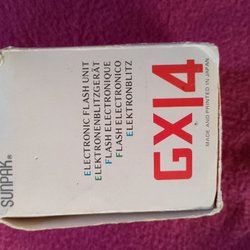 SUNPAK®
ELECTRONIC FLASH UNIT
ELEKTRONENBLITZGERÄT
FLASH ELECTRONIQUE
FLASH ELECTRONICO
ELEKTRONBLITZ
GX14
MADE AND PRINTED IN JAPAN